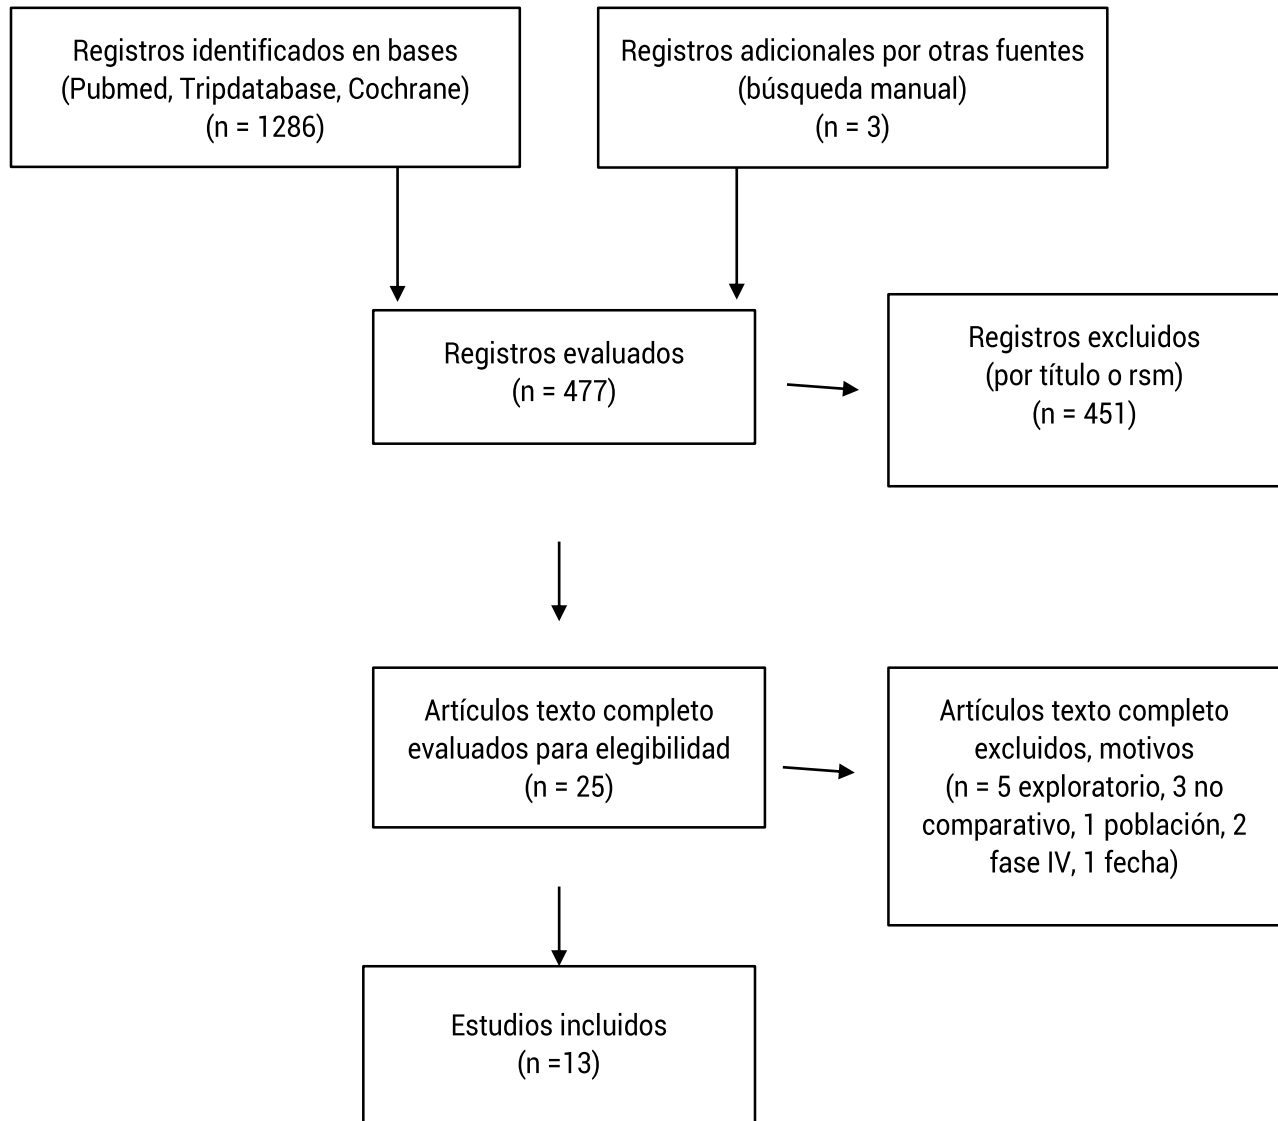 Registros identificados en bases
(Pubmed, Tripdatabase, Cochrane)
(n = 1286)
Registros adicionales por otras fuentes
(búsqueda manual)
(n = 3)
Registros evaluados
(n = 477)
Registros excluidos
(por título o rsm)
(n = 451)
Artículos texto completo
evaluados para elegibilidad
(n = 25)
Artículos texto completo
excluidos, motivos
(n = 5 exploratorio, 3 no
comparativo, 1 población, 2
fase IV, 1 fecha)
Estudios incluidos
(n =13)